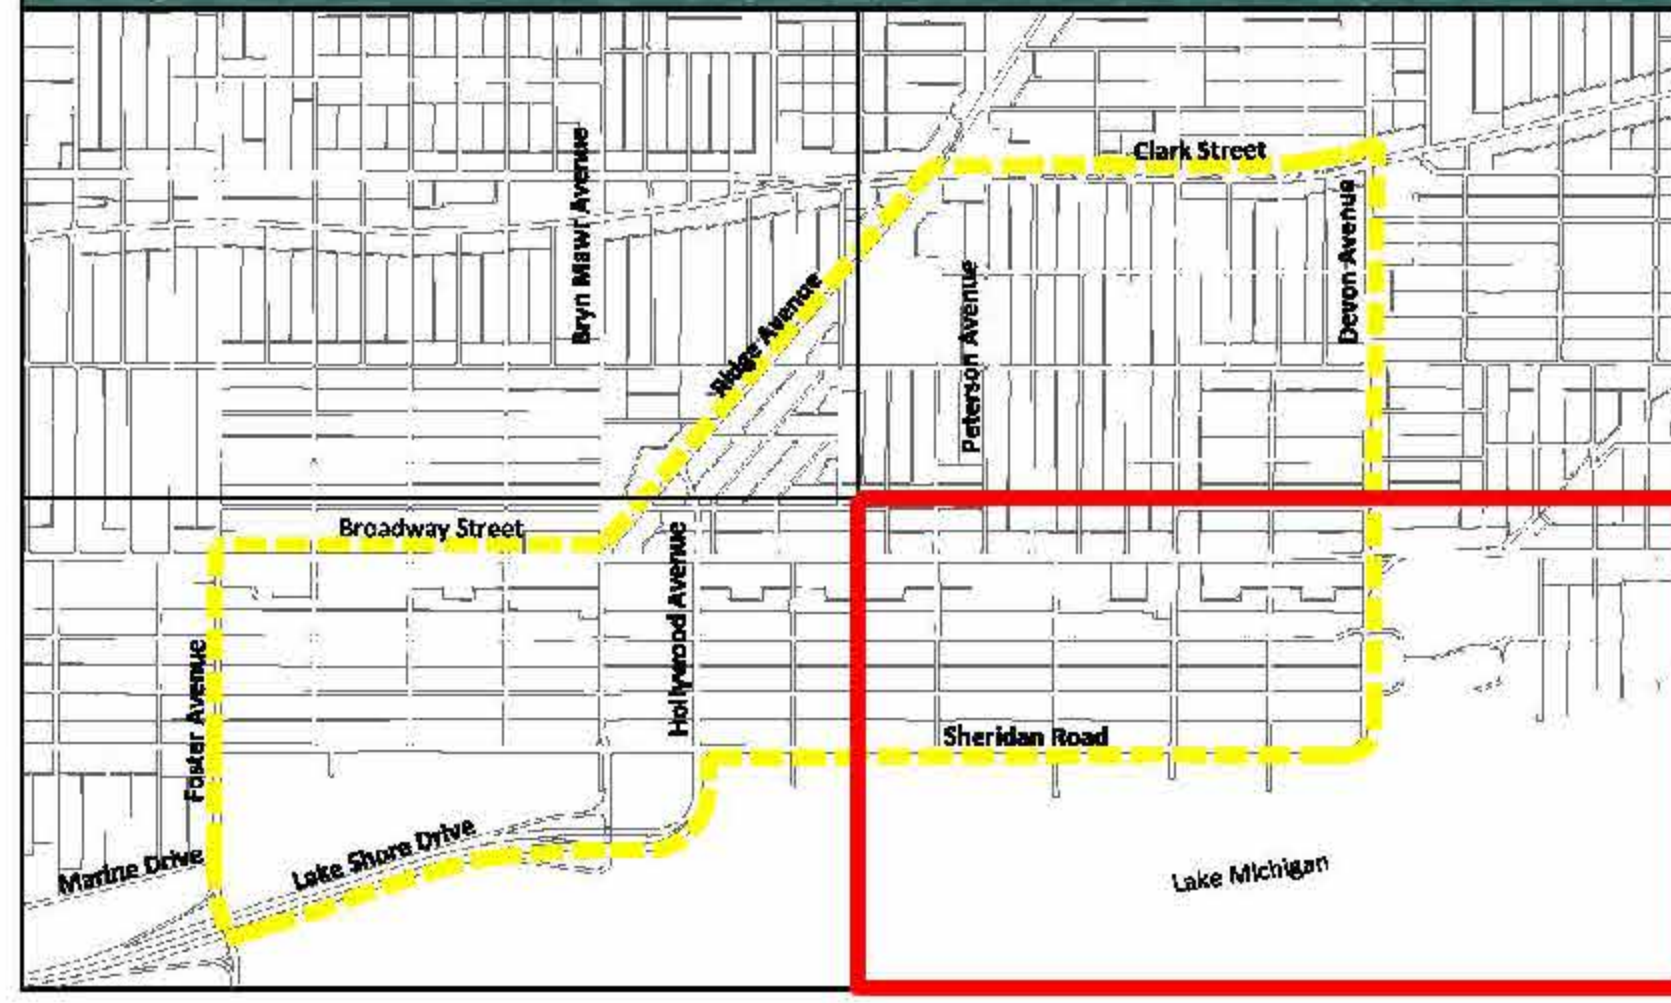 Clark Street
Bryn Mawr Avenue
Devon Avenue
Ridge Avenue
Peterson Avenue
Broadway Street
Hollywood Avenue
Foster Avenue
Sheridan Road
Lake Shore Drive
Marine Drive
Lake Michigan